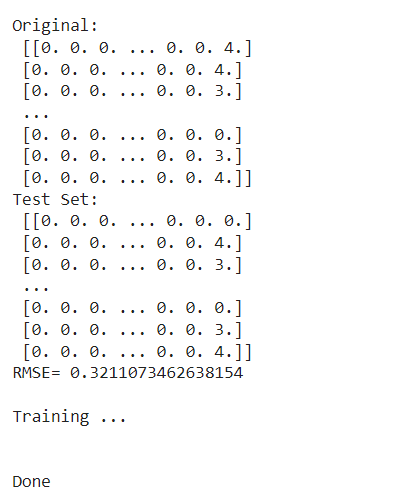 Original:
 [[0. 0. 0. ... 0. 0. 4.]
 [0. 0. 0. ... 0. 0. 4.]
 [0. 0. 0. ... 0. 0. 3.]
 ...
 [0. 0. 0. ... 0. 0. 0.]
 [0. 0. 0. ... 0. 0. 3.]
 [0. 0. 0. ... 0. 0. 4.]]
Test Set:
 [[0. 0. 0. ... 0. 0. 0.]
 [0. 0. 0. ... 0. 0. 4.]
 [0. 0. 0. ... 0. 0. 3.]
 ...
 [0. 0. 0. ... 0. 0. 0.]
 [0. 0. 0. ... 0. 0. 3.]
 [0. 0. 0. ... 0. 0. 4.]]
RMSE= 0.3211073462638154
Training ...
Done